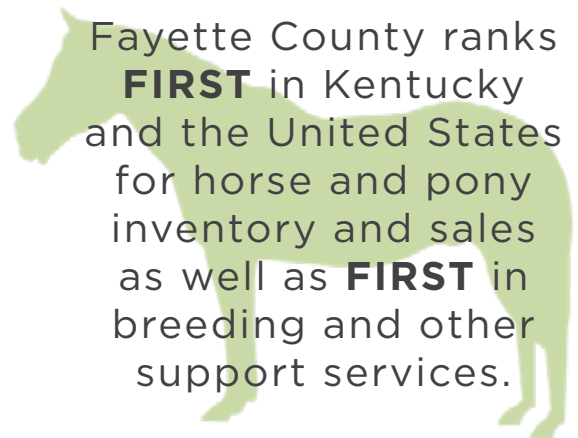 Fayette County ranks
FIRST in Kentucky
and the United States
for horse and pony
inventory and sales
as well as FIRST in
breeding and other
support services.